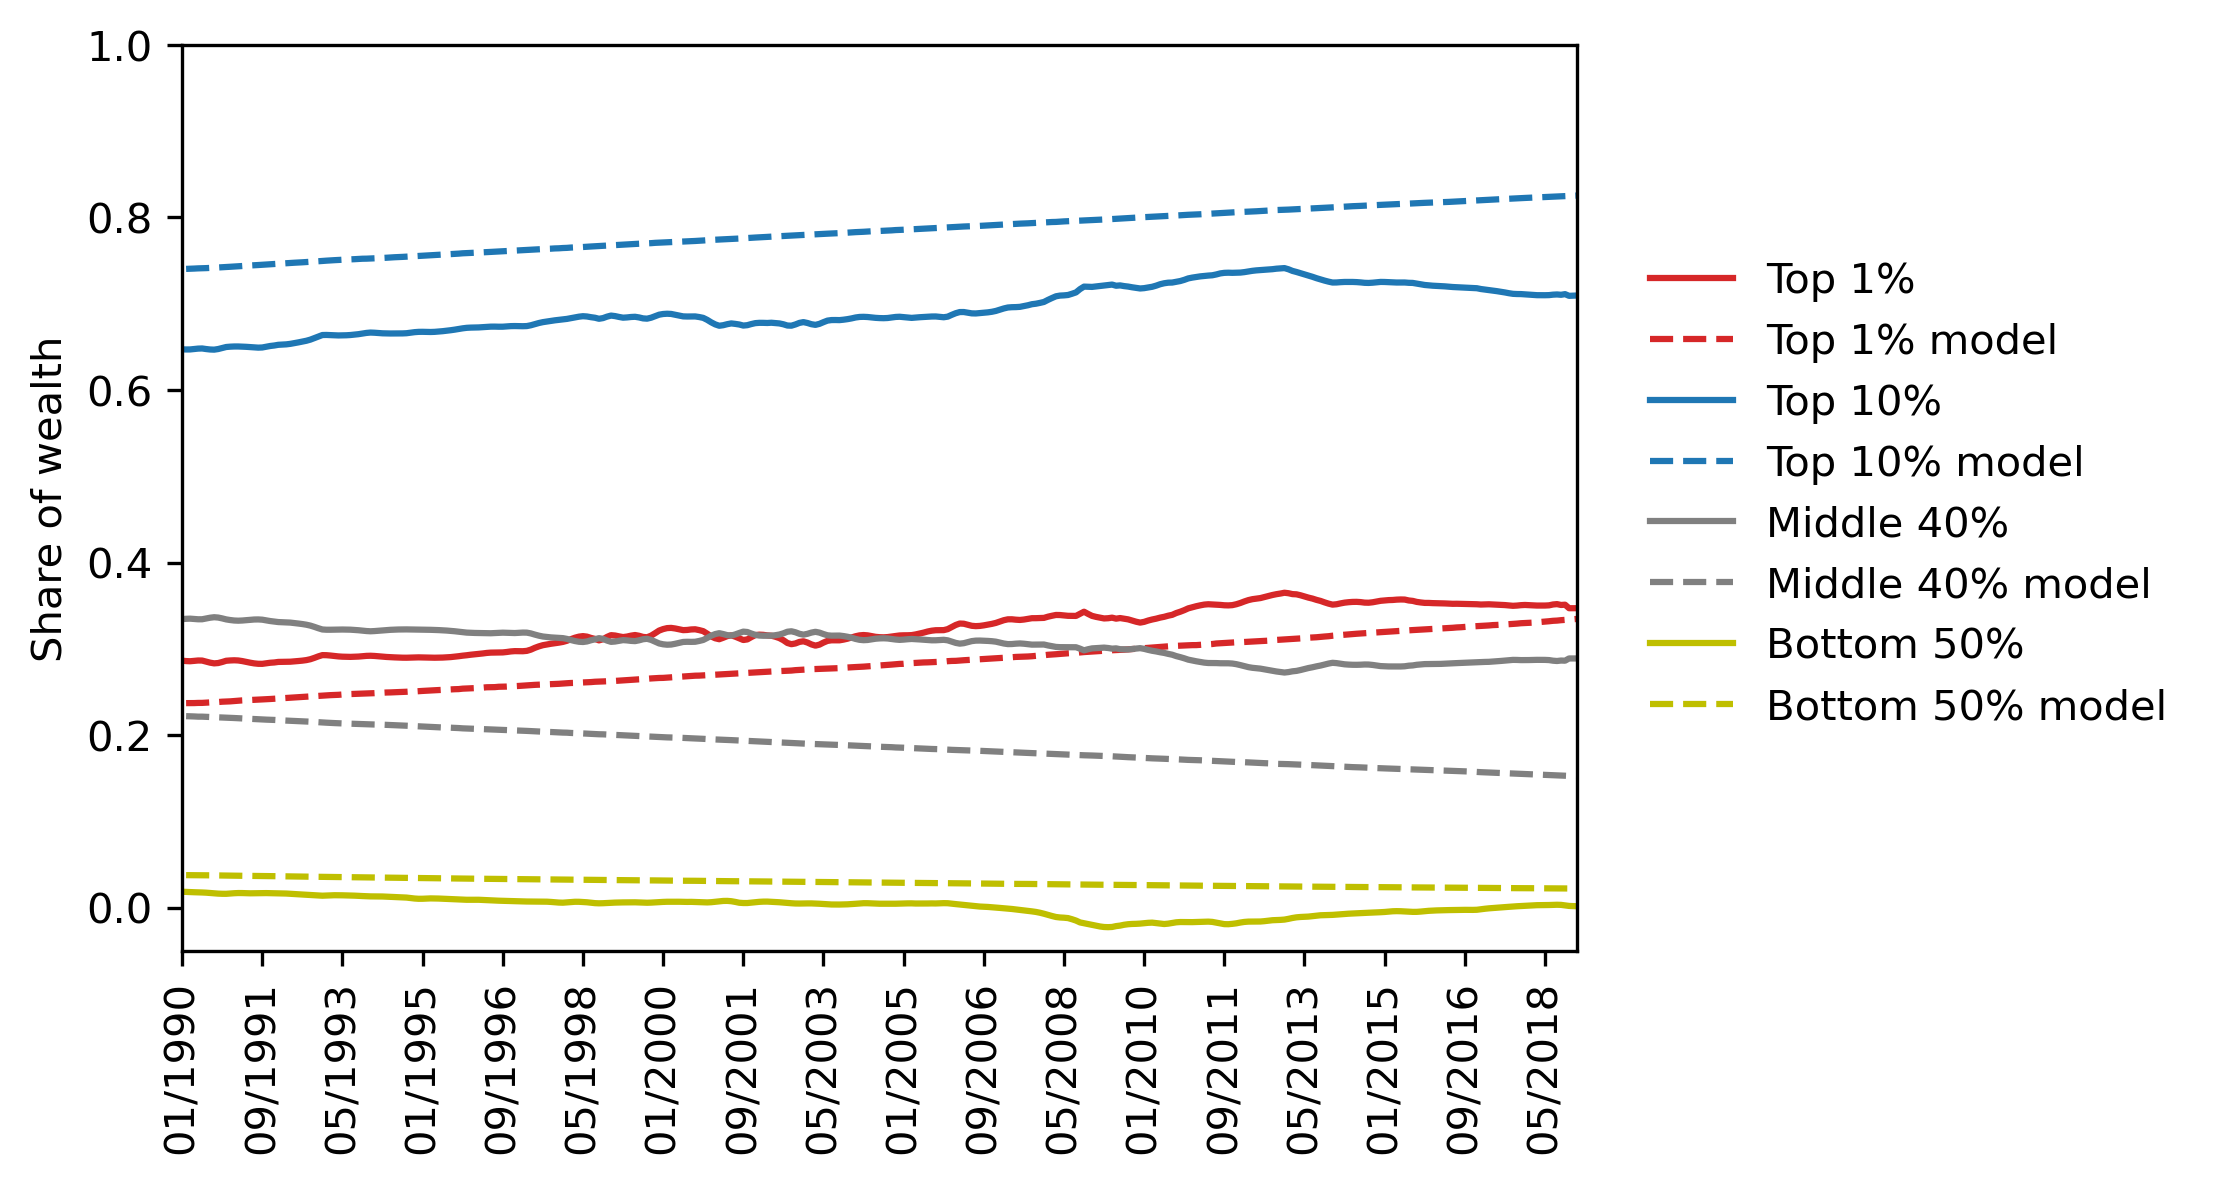 Share of wealth
1.0
0.8
0.6
0.4
0.2
0.0
01/1990
09/1991
05/1993
01/1995
09/1996
05/1998
01/2000
09/2001
05/2003
01/2005
09/2006
05/2008
01/2010
09/2011
05/2013
01/2015
09/2016
05/2018
Top 1%
Top 1% model
Top 10%
Top 10% model
Middle 40%
Middle 40% model
Bottom 50%
Bottom 50% model